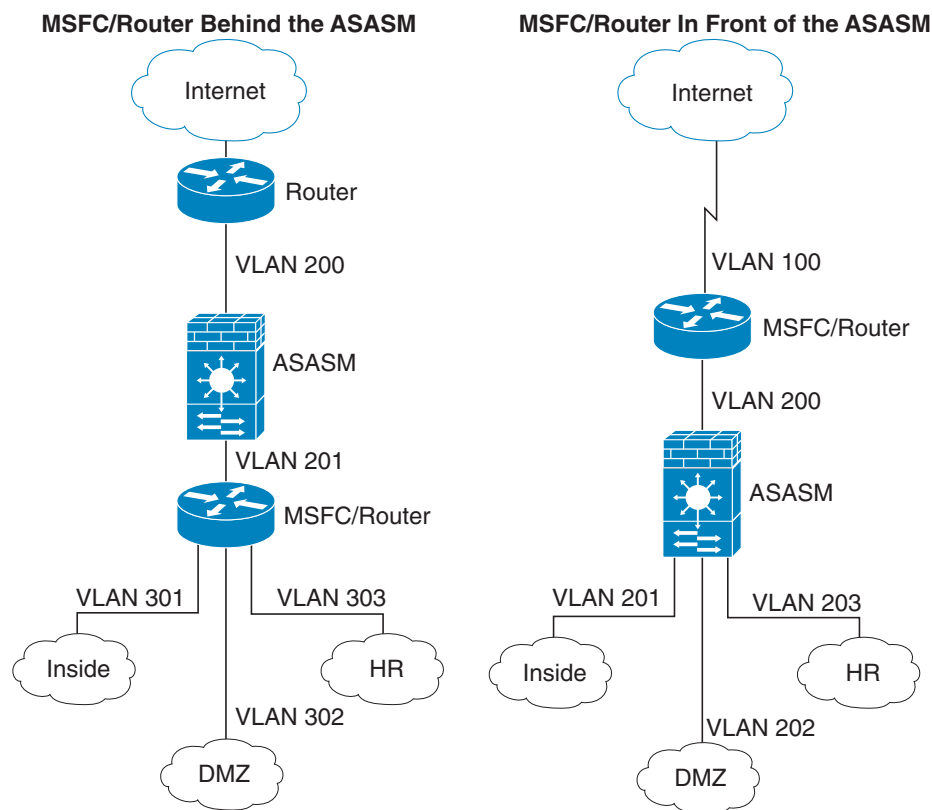 MSFC/Router Behind the ASASM
Internet
Router
VLAN 200
ASASM
VLAN 201
MSFC/Router
VLAN 301
VLAN 303
Inside
HR
VLAN 302
DMZ
MSFC/Router In Front of the ASASM
Internet
VLAN 100
MSFC/Router
VLAN 200
ASASM
VLAN 201
VLAN 203
Inside
HR
VLAN 202
DMZ